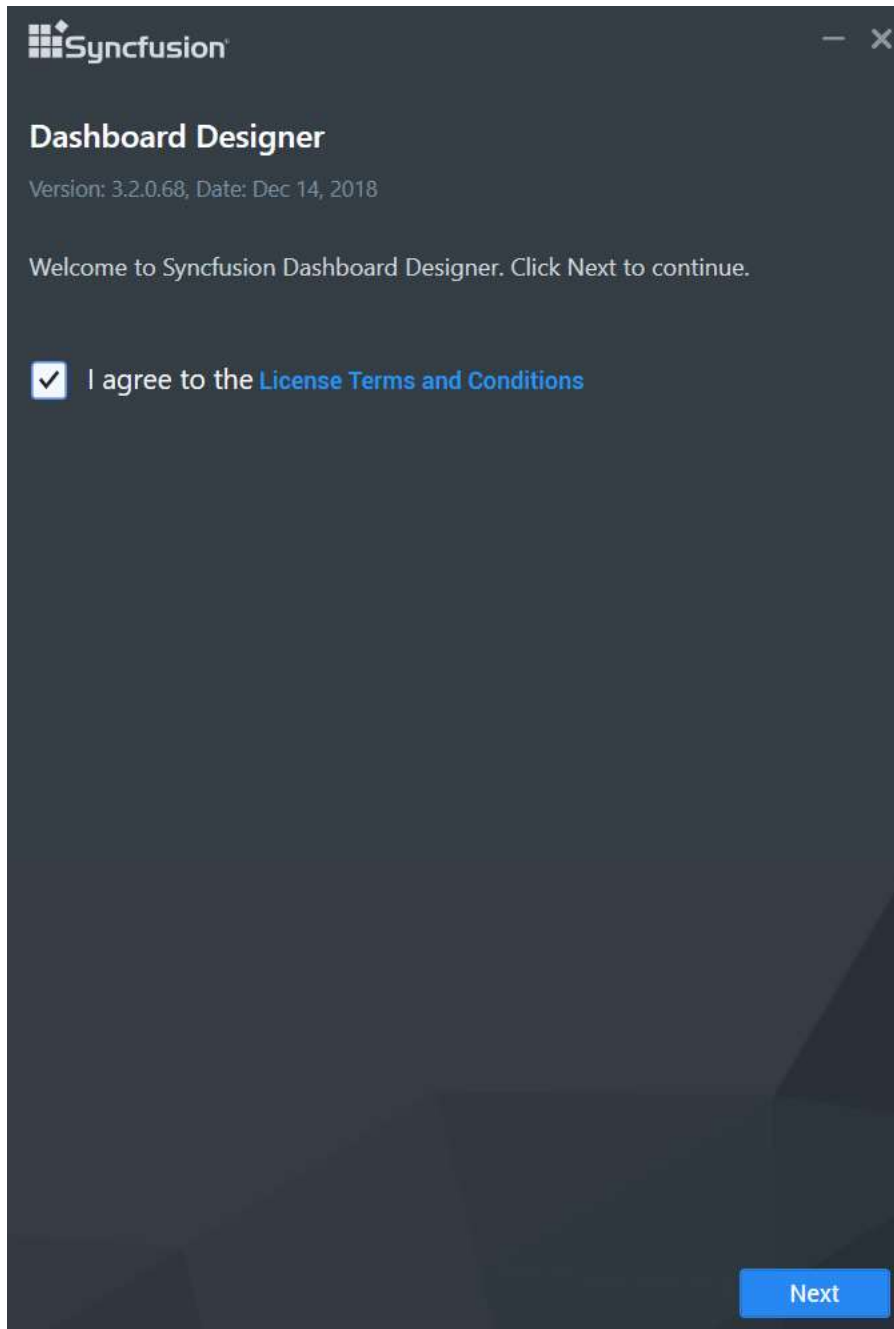 Syncfusion
Dashboard Designer
Version: 3.2.0.68, Date: Dec 14, 2018
Welcome to Syncfusion Dashboard Designer. Click Next to continue.
I agree to the License Terms and Conditions
Next